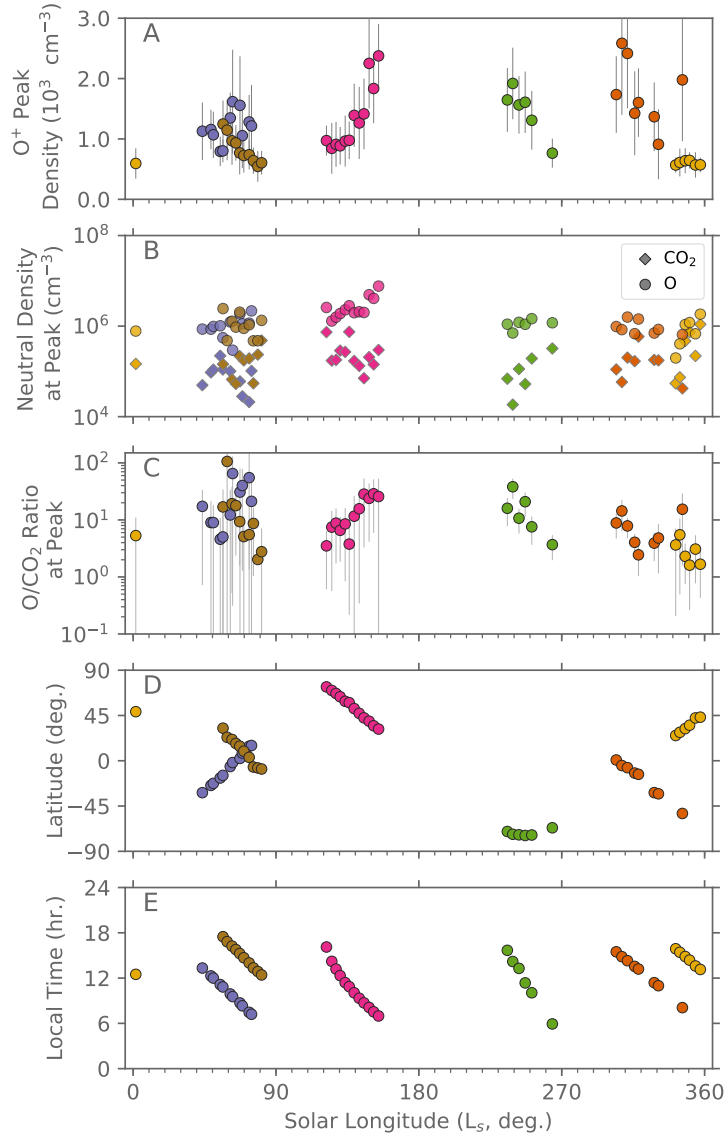 A
O⁺ Peak
Density (10³ cm⁻³)
3.0
2.0
1.0
0.0
B
Neutral Density
at Peak (cm⁻³)
10⁸
10⁶
10⁴
CO₂
O
C
O/CO₂ Ratio
at Peak
10²
10¹
10⁰
10⁻¹
D
Latitude (deg.)
90
45
0
−45
−90
E
Local Time (hr.)
24
18
12
6
0
0 90 180 270 360
Solar Longitude (Lₛ, deg.)